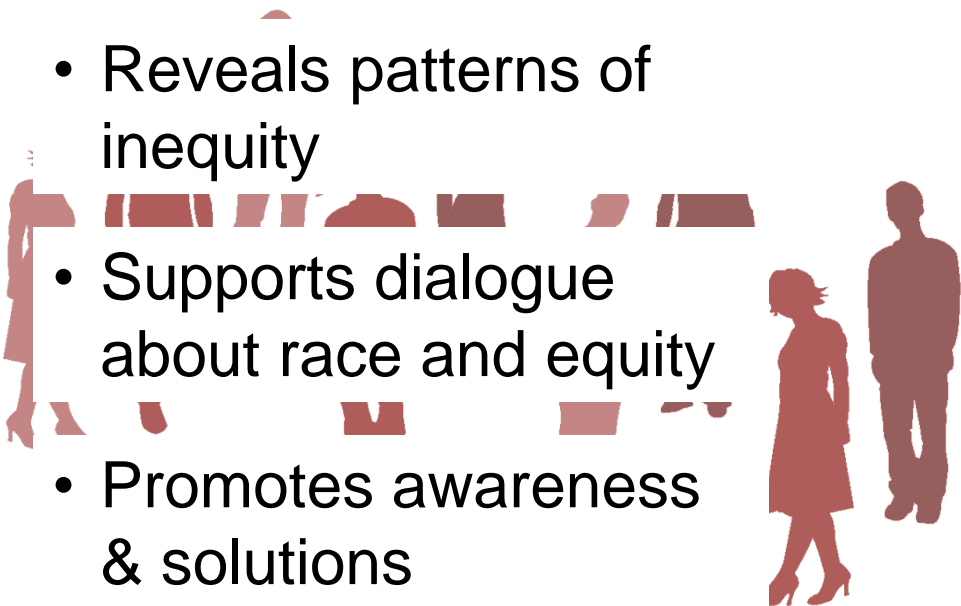 • Reveals patterns of
inequity
• Supports dialogue
about race and equity
• Promotes awareness
& solutions